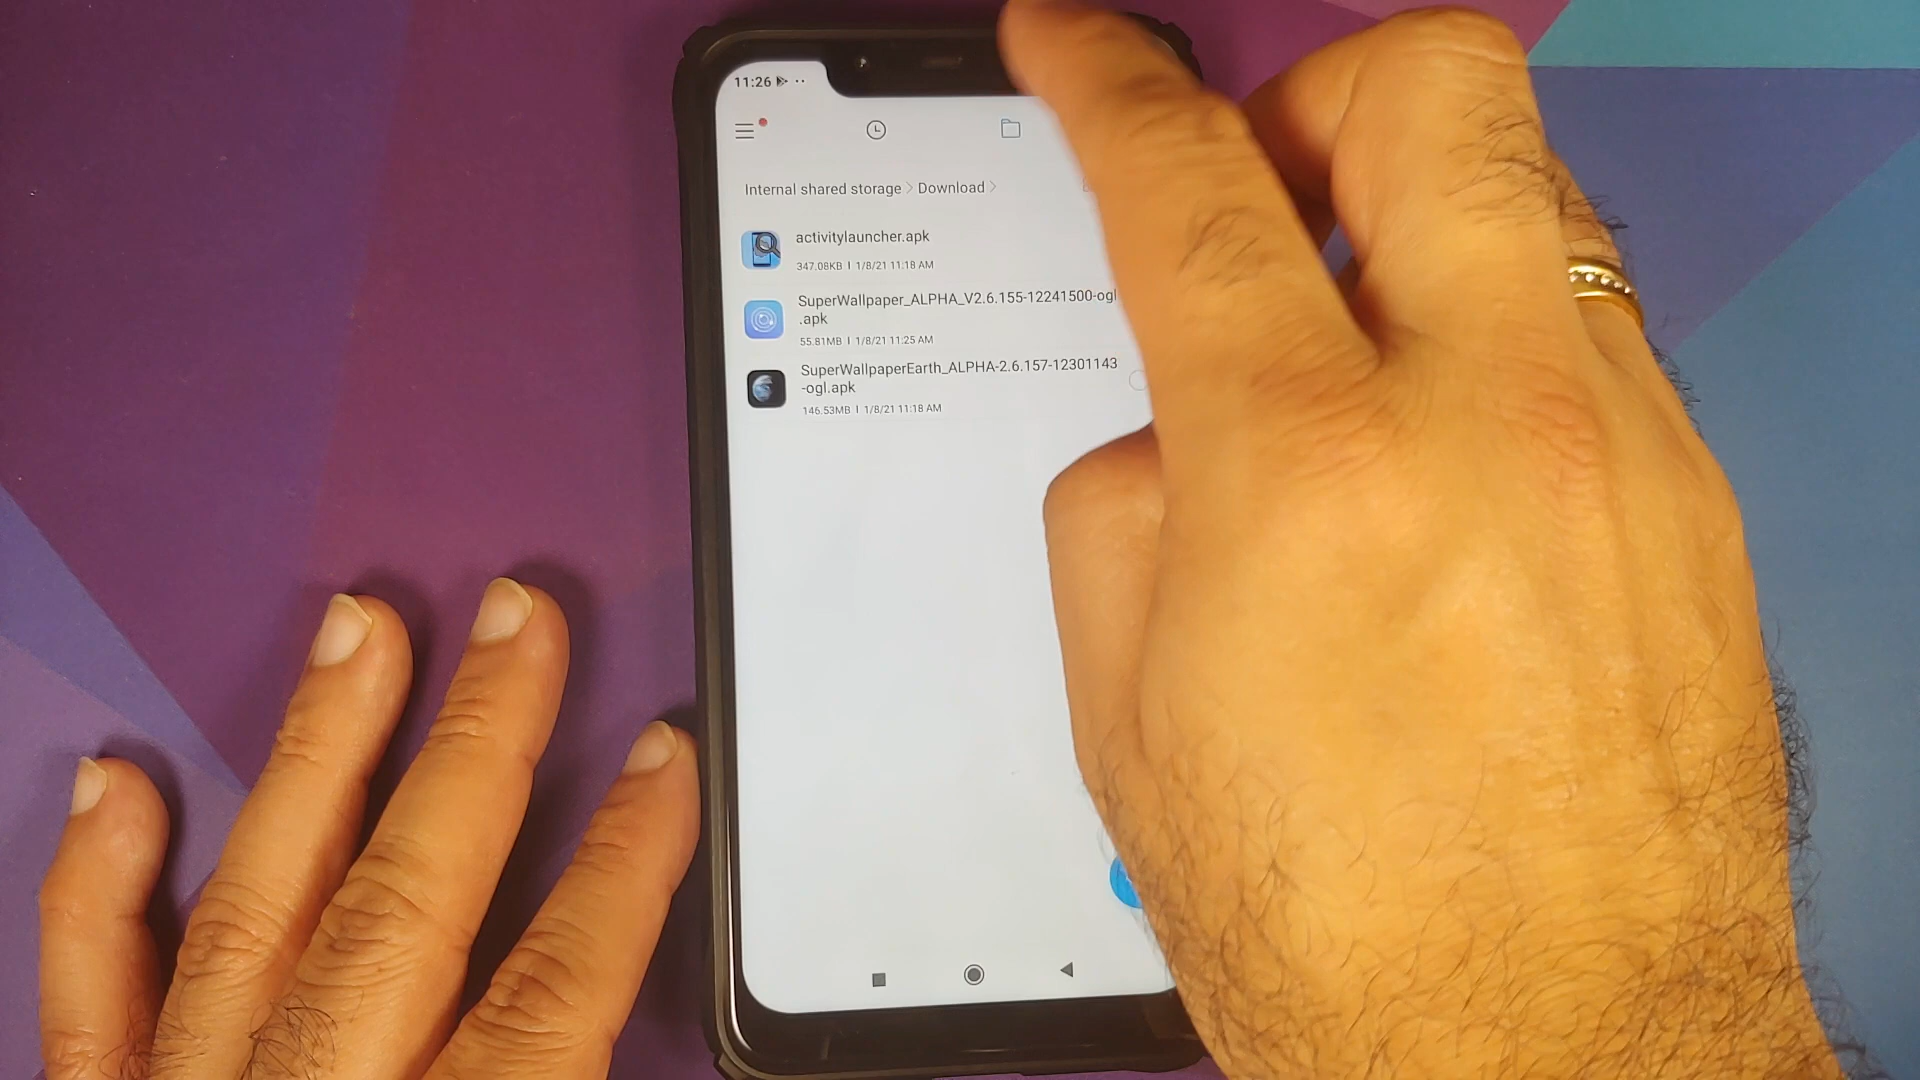 11:26
Internal shared storage > Download >
activitylauncher.apk
347.08KB | 1/8/21 11:18 AM
SuperWallpaper_ALPHA_V2.6.155-12241500-ogl
.apk
55.81MB | 1/8/21 11:25 AM
SuperWallpaperEarth_ALPHA-2.6.157-12301143
-ogl.apk
146.53MB | 1/8/21 11:18 AM